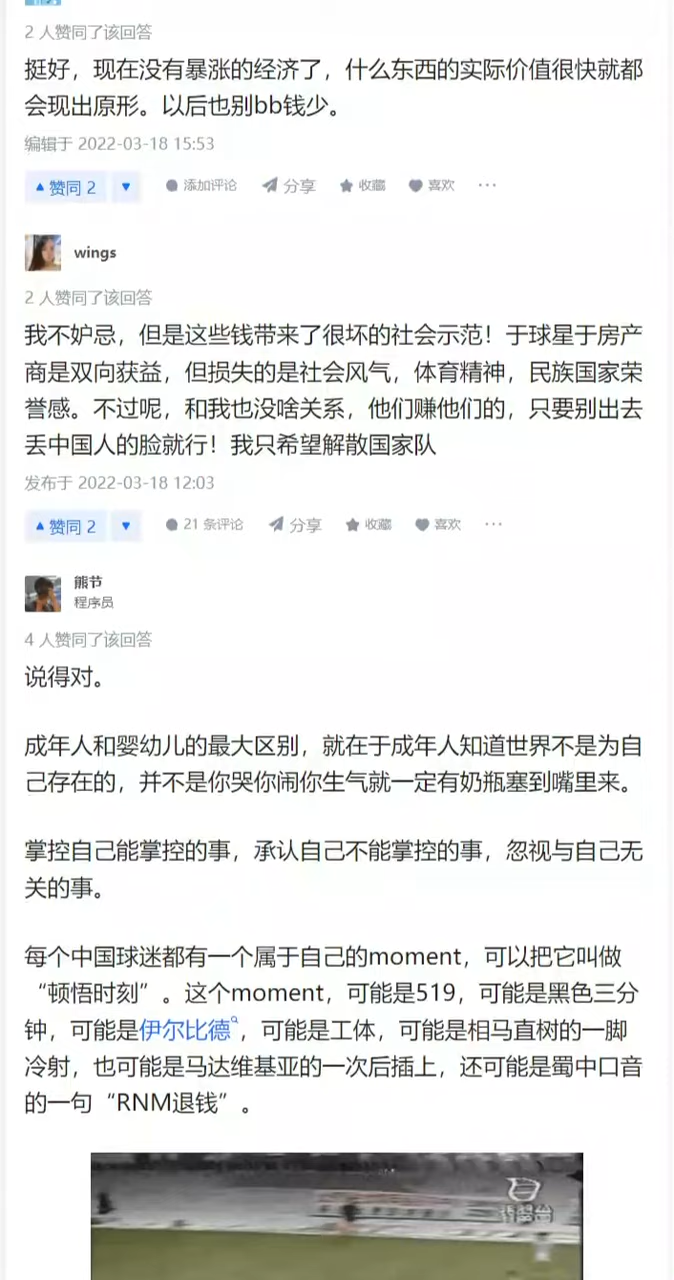 2 人赞同了该回答
挺好，现在没有暴涨的经济了，什么东西的实际价值很快就都
会现出原形。以后也别bb钱少。
编辑于 2022-03-18 15:53
赞同 2 添加评论 分享 收藏 喜欢 ···
wings
2 人赞同了该回答
我不妒忌，但是这些钱带来了很坏的社会示范！于球星于房产
商是双向获益，但损失的是社会风气，体育精神，民族国家荣
誉感。不过呢，和我也没啥关系，他们赚他们的，只要别出去
丢中国人的脸就行！我只希望解散国家队
发布于 2022-03-18 12:03
赞同 2 21 条评论 分享 收藏 喜欢 ···
熊节
程序员
4 人赞同了该回答
说得对。
成年人和婴幼儿的最大区别，就在于成年人知道世界不是为自
己存在的，并不是你哭你闹你生气就一定有奶瓶塞到嘴里来。
掌控自己能掌控的事，承认自己不能掌控的事，忽视与自己无
关的事。
每个中国球迷都有一个属于自己的moment，可以把它叫做
“顿悟时刻”。这个moment，可能是519，可能是黑色三分
钟，可能是伊尔比德，可能是工体，可能是相马直树的一脚
冷射，也可能是马达维基亚的一次后插上，还可能是蜀中口音
的一句“RNM退钱”。